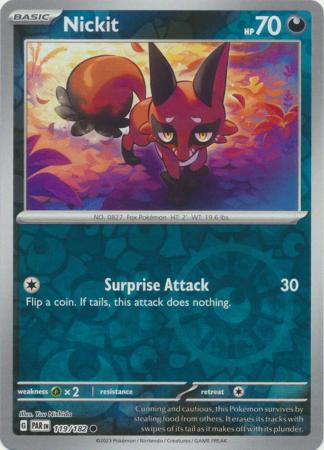 BASIC
Nickit
HP 70
NO. 0827 Fox Pokémon HT: 2' WT: 19.6 lbs.
Surprise Attack 30
Flip a coin. If tails, this attack does nothing.
weakness ×2 resistance retreat
Illus. Yuu Nishida
G PAR EN 119/182
Cunning and cautious, this Pokémon survives by stealing food from others. It erases its tracks with swipes of its tail as it makes off with its plunder.
©2023 Pokémon / Nintendo / Creatures / GAME FREAK